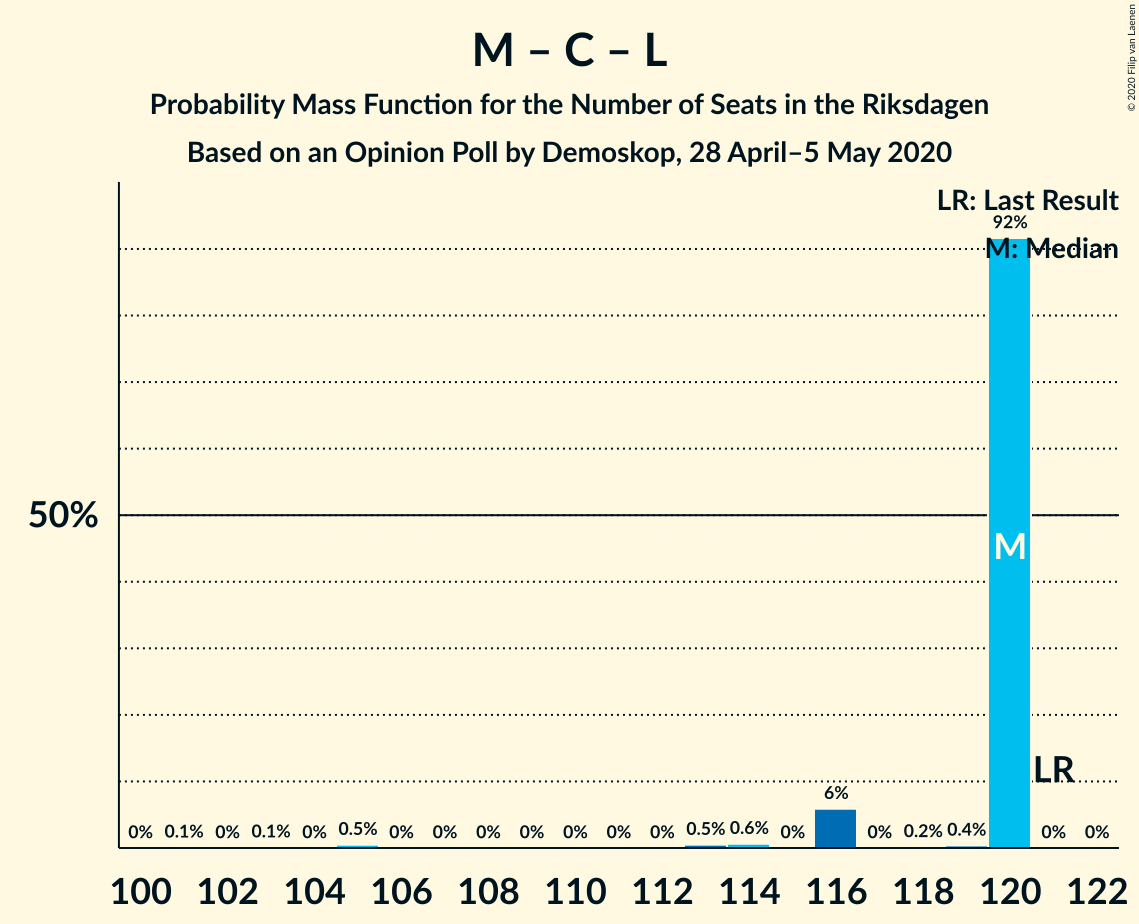 M – C – L
Probability Mass Function for the Number of Seats in the Riksdagen
Based on an Opinion Poll by Demoskop, 28 April–5 May 2020
© 2020 Filip van Laenen
LR: Last Result
92%
M: Median
50%
M
LR
6%
0% 0.1% 0% 0.1% 0% 0.5% 0% 0% 0% 0% 0% 0% 0% 0.5% 0.6% 0% 0% 0.2% 0.4% 0% 0%
100 102 104 106 108 110 112 114 116 118 120 122